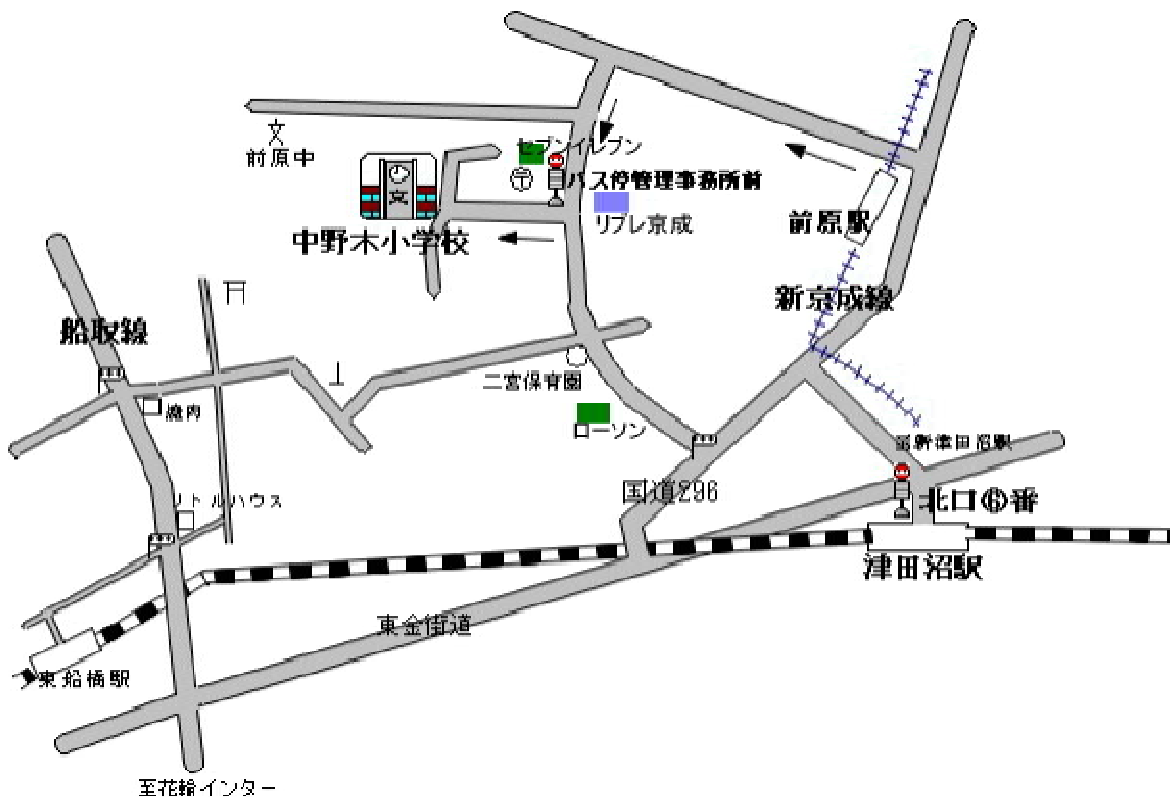 セブンイレブン
前原中
バス停管理事務所前
リブレ京成
前原駅
中野木小学校
新京成線
船取線
二宮保育園
ローソン
至新津田沼駅
国道296
北口⑥番
リトルハウス
津田沼駅
東金街道
東船橋駅
至花輪インター